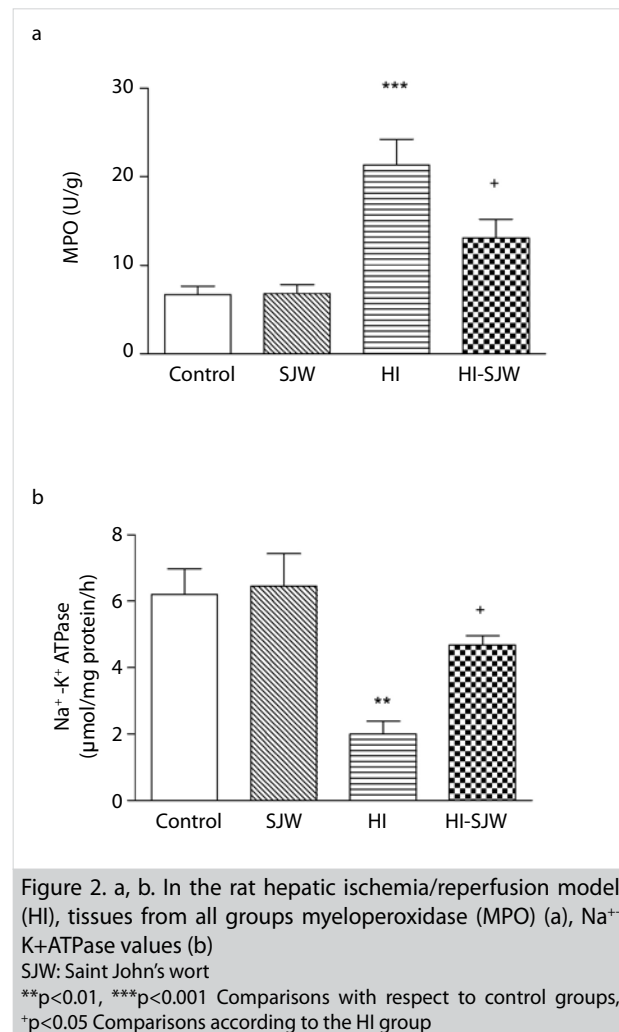 a
30
20
10
0
MPO (U/g)
***
+
Control SJW HI HI-SJW
b
8
6
4
2
0
Na⁺ -K⁺ ATPase
(µmol/mg protein/h)
**
+
Control SJW HI HI-SJW
Figure 2. a, b. In the rat hepatic ischemia/reperfusion model
(HI), tissues from all groups myeloperoxidase (MPO) (a), Na⁺⁻
K+ATPase values (b)
SJW: Saint John's wort
**p<0.01, ***p<0.001 Comparisons with respect to control groups,
⁺p<0.05 Comparisons according to the HI group